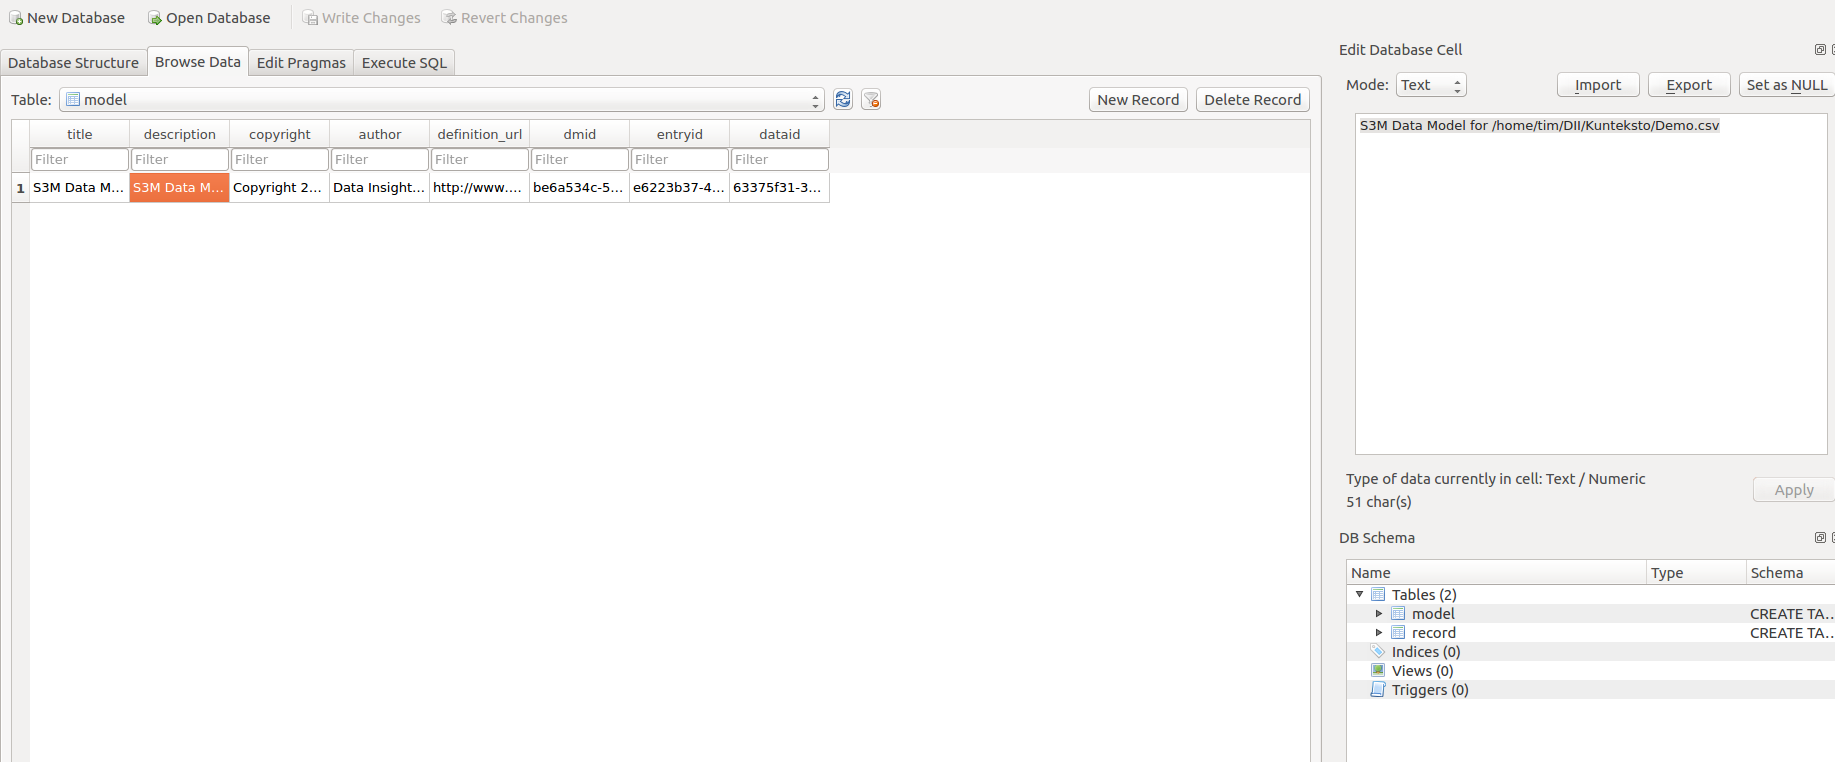 New Database Open Database Write Changes Revert Changes
Database Structure Browse Data Edit Pragmas Execute SQL
Table: model New Record Delete Record
title description copyright author definition_url dmid entryid dataid
Filter Filter Filter Filter Filter Filter Filter Filter
1 S3M Data M... S3M Data M... Copyright 2... Data Insight... http://www.... be6a534c-5... e6223b37-4... 63375f31-3...
Edit Database Cell
Mode: Text Import Export Set as NULL
S3M Data Model for /home/tim/DII/Kunteksto/Demo.csv
Type of data currently in cell: Text / Numeric
51 char(s)
Apply
DB Schema
Name Type Schema
Tables (2)
model CREATE TA...
record CREATE TA...
Indices (0)
Views (0)
Triggers (0)